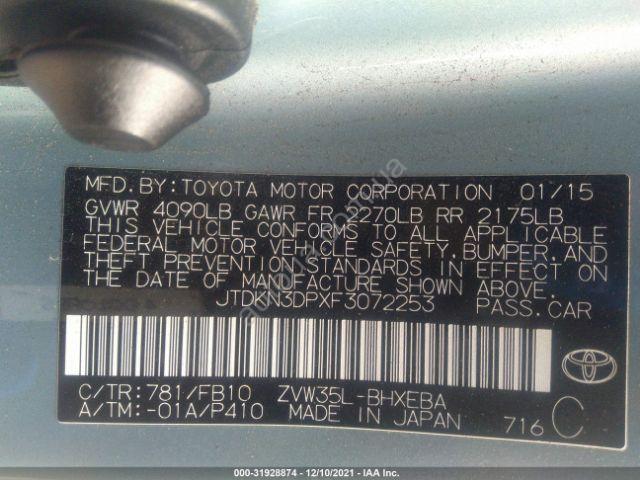 MFD.BY:TOYOTA MOTOR CORPORATION 01/15
GVWR 4090LB GAWR FR 2270LB RR 2175LB
THIS VEHICLE CONFORMS TO ALL APPLICABLE
FEDERAL MOTOR VEHICLE SAFETY,BUMPER,AND
THEFT PREVENTION STANDARDS IN EFFECT ON
THE DATE OF MANUFACTURE SHOWN ABOVE.
JTDKN3DPXF3072253 PASS.CAR
C/TR:781/FB10 ZVW35L-BHXEBA
A/TM:-01A/P410 MADE IN JAPAN 716 C
TOYOTA
000-31928874 / 12/10/2021 - IAA Inc.